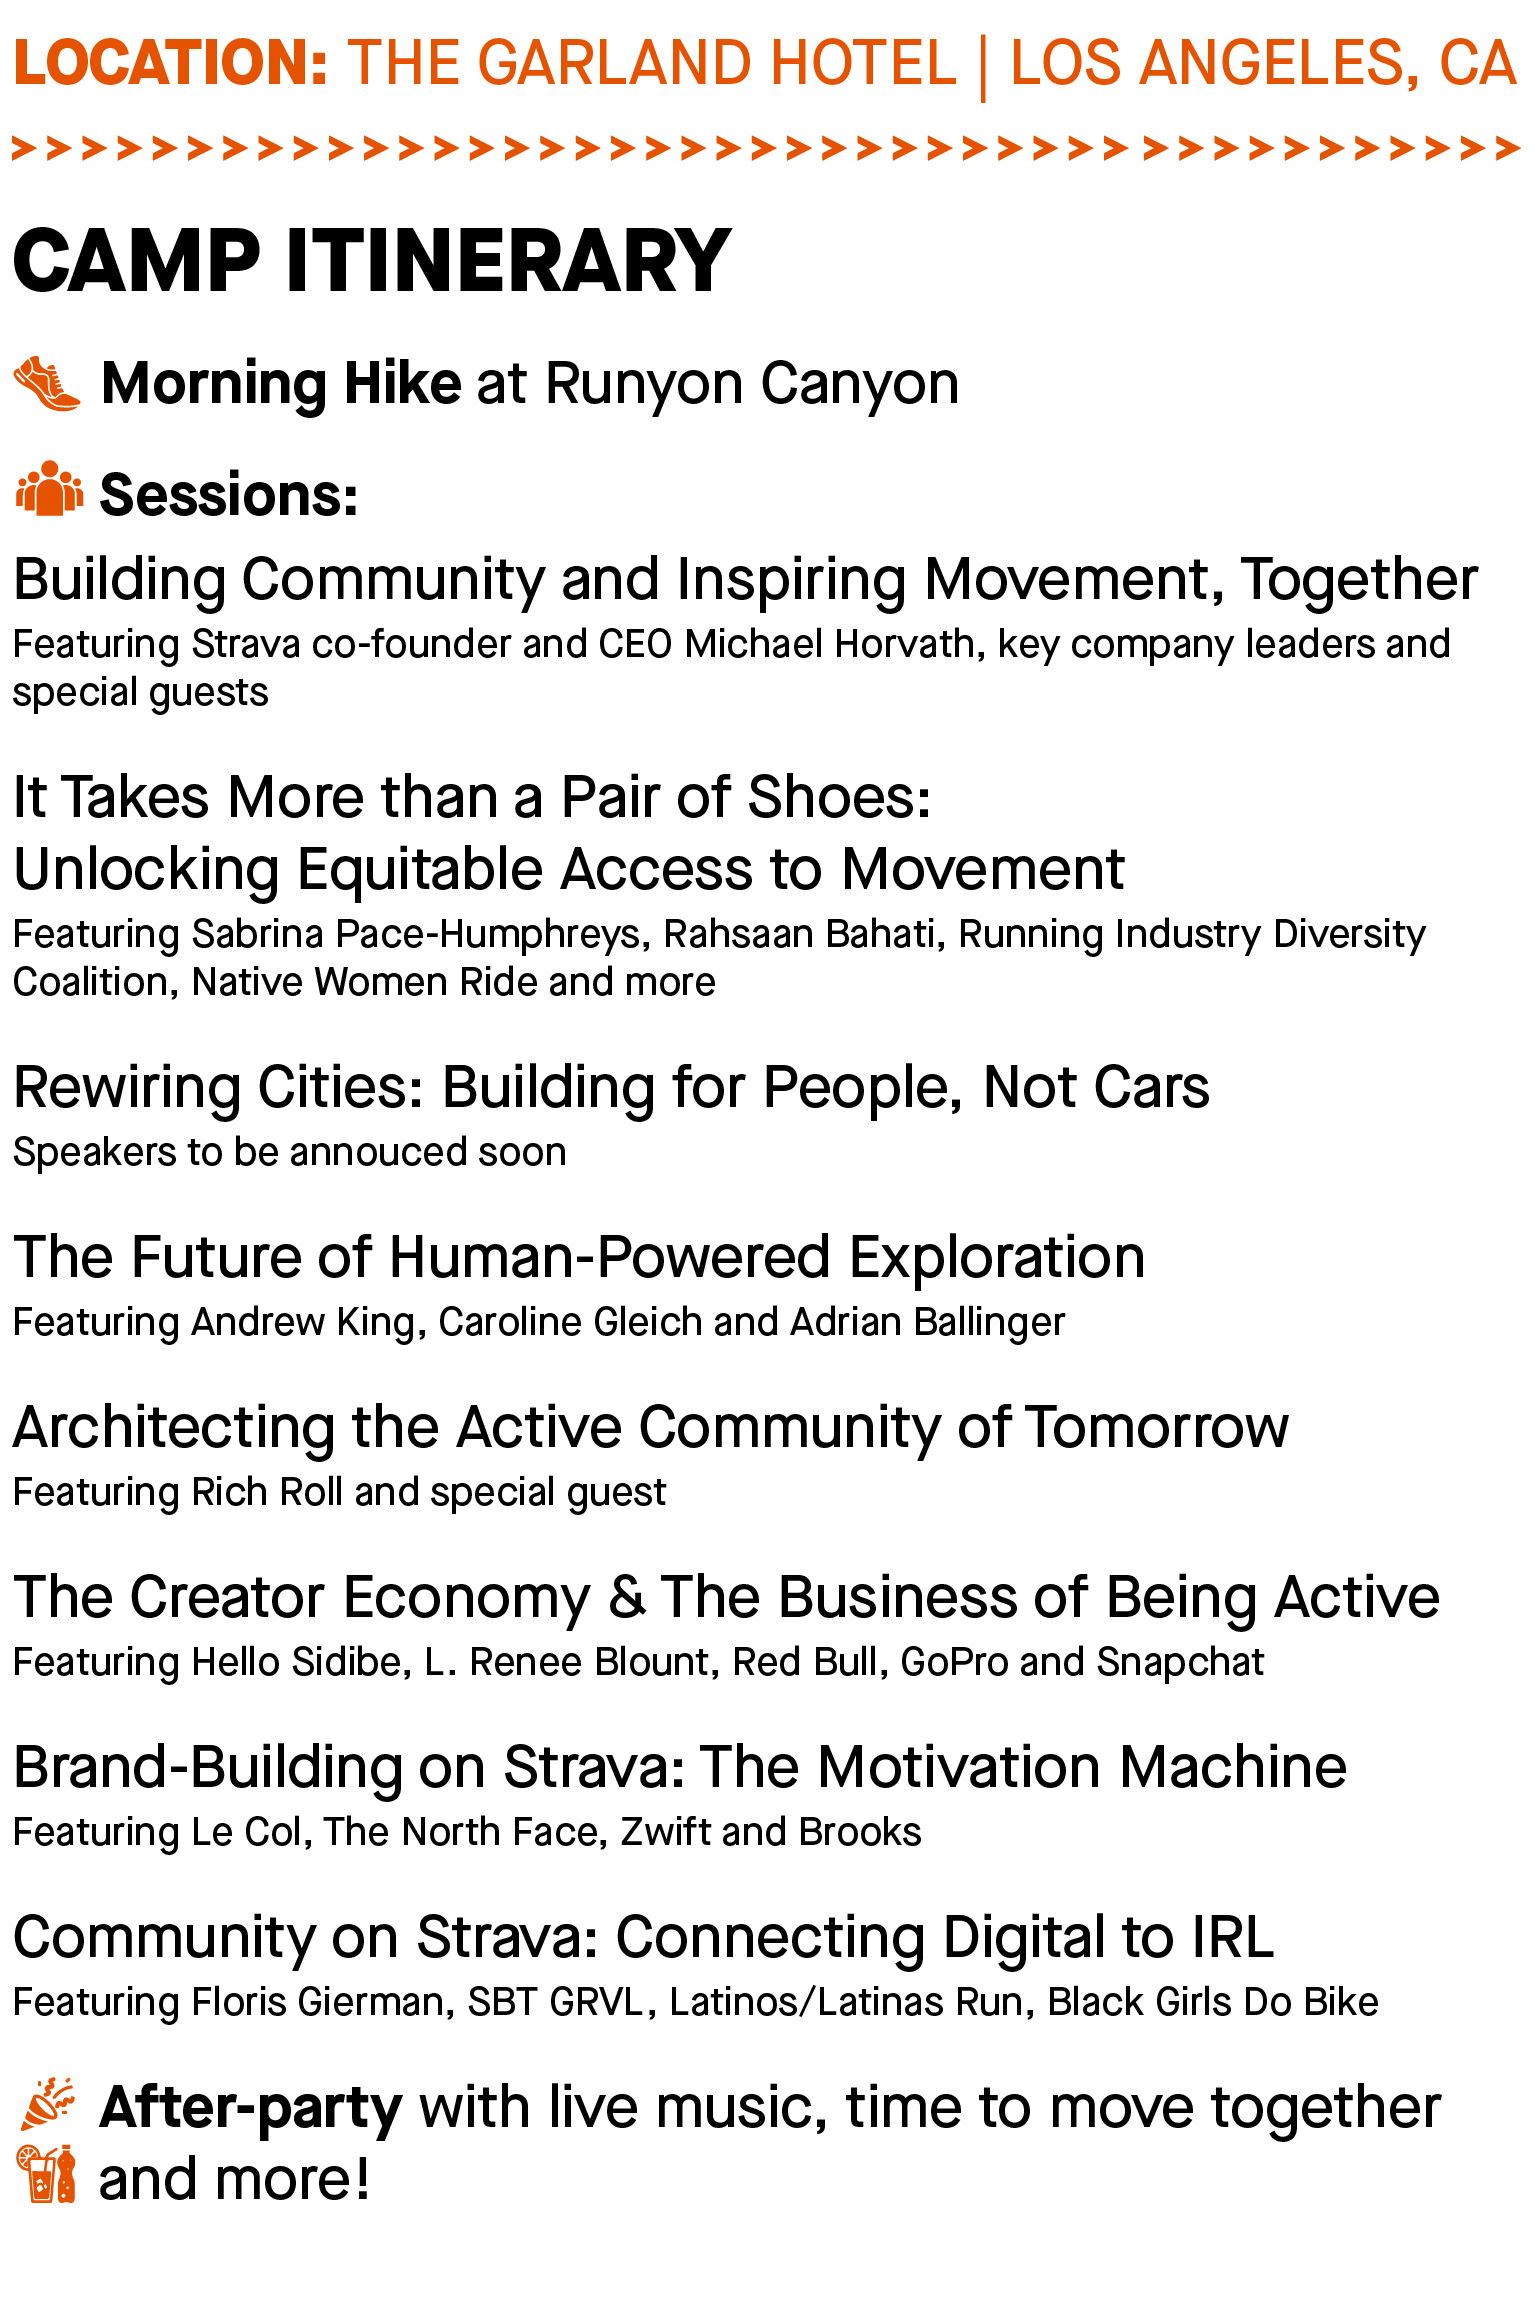 LOCATION: THE GARLAND HOTEL | LOS ANGELES, CA
> > > > > > > > > > > > > > > > > > > > > > > > > > > > > > > > > > > > > > > > > > >
CAMP ITINERARY
Morning Hike at Runyon Canyon
Sessions:
Building Community and Inspiring Movement, Together
Featuring Strava co-founder and CEO Michael Horvath, key company leaders and
special guests
It Takes More than a Pair of Shoes:
Unlocking Equitable Access to Movement
Featuring Sabrina Pace-Humphreys, Rahsaan Bahati, Running Industry Diversity
Coalition, Native Women Ride and more
Rewiring Cities: Building for People, Not Cars
Speakers to be annouced soon
The Future of Human-Powered Exploration
Featuring Andrew King, Caroline Gleich and Adrian Ballinger
Architecting the Active Community of Tomorrow
Featuring Rich Roll and special guest
The Creator Economy & The Business of Being Active
Featuring Hello Sidibe, L. Renee Blount, Red Bull, GoPro and Snapchat
Brand-Building on Strava: The Motivation Machine
Featuring Le Col, The North Face, Zwift and Brooks
Community on Strava: Connecting Digital to IRL
Featuring Floris Gierman, SBT GRVL, Latinos/Latinas Run, Black Girls Do Bike
After-party with live music, time to move together
and more!